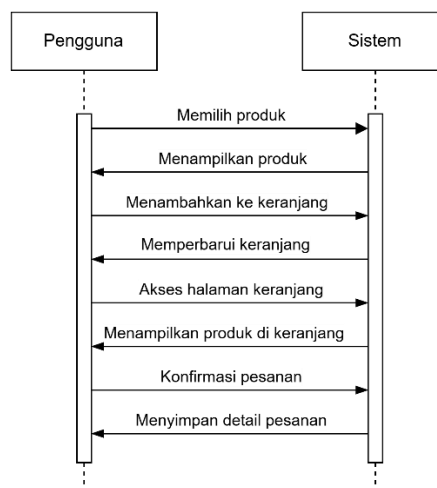 Pengguna
Sistem
Memilih produk
Menampilkan produk
Menambahkan ke keranjang
Memperbarui keranjang
Akses halaman keranjang
Menampilkan produk di keranjang
Konfirmasi pesanan
Menyimpan detail pesanan